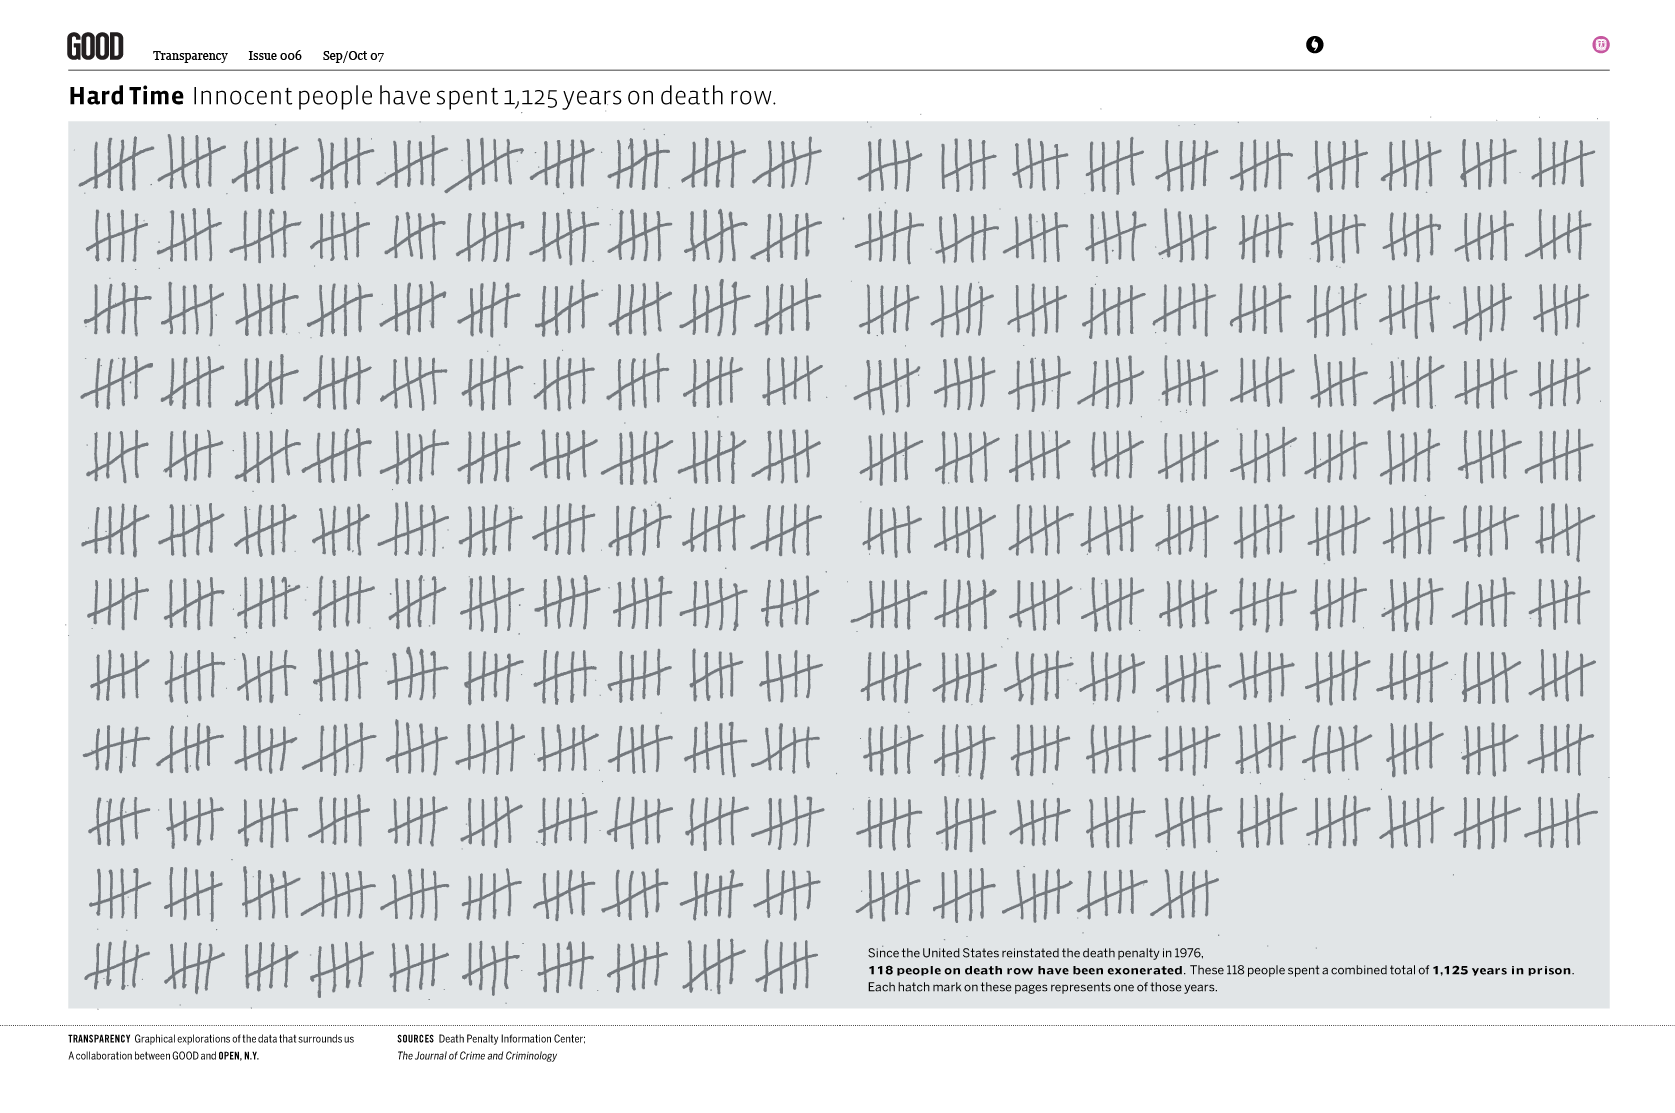 GOOD Transparency Issue 006 Sep/Oct 07
Hard Time Innocent people have spent 1,125 years on death row.
Since the United States reinstated the death penalty in 1976,
118 people on death row have been exonerated. These 118 people spent a combined total of 1,125 years in prison.
Each hatch mark on these pages represents one of those years.
TRANSPARENCY Graphical explorations of the data that surrounds us
A collaboration between GOOD and OPEN, N.Y.
SOURCES Death Penalty Information Center;
The Journal of Crime and Criminology